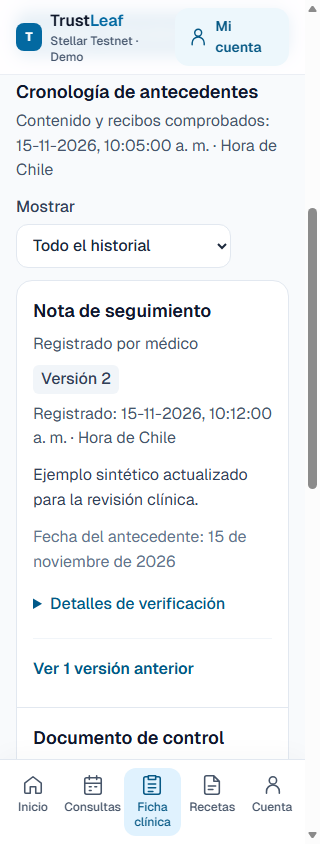 T
TrustLeaf
Stellar Testnet ·
Demo
Mi
cuenta
Cronología de antecedentes
Contenido y recibos comprobados:
15-11-2026, 10:05:00 a. m. · Hora de
Chile
Mostrar
Todo el historial
Nota de seguimiento
Registrado por médico
Versión 2
Registrado: 15-11-2026, 10:12:00
a. m. · Hora de Chile
Ejemplo sintético actualizado
para la revisión clínica.
Fecha del antecedente: 15 de
noviembre de 2026
Detalles de verificación
Ver 1 versión anterior
Documento de control
Inicio
Consultas
Ficha
clínica
Recetas
Cuenta